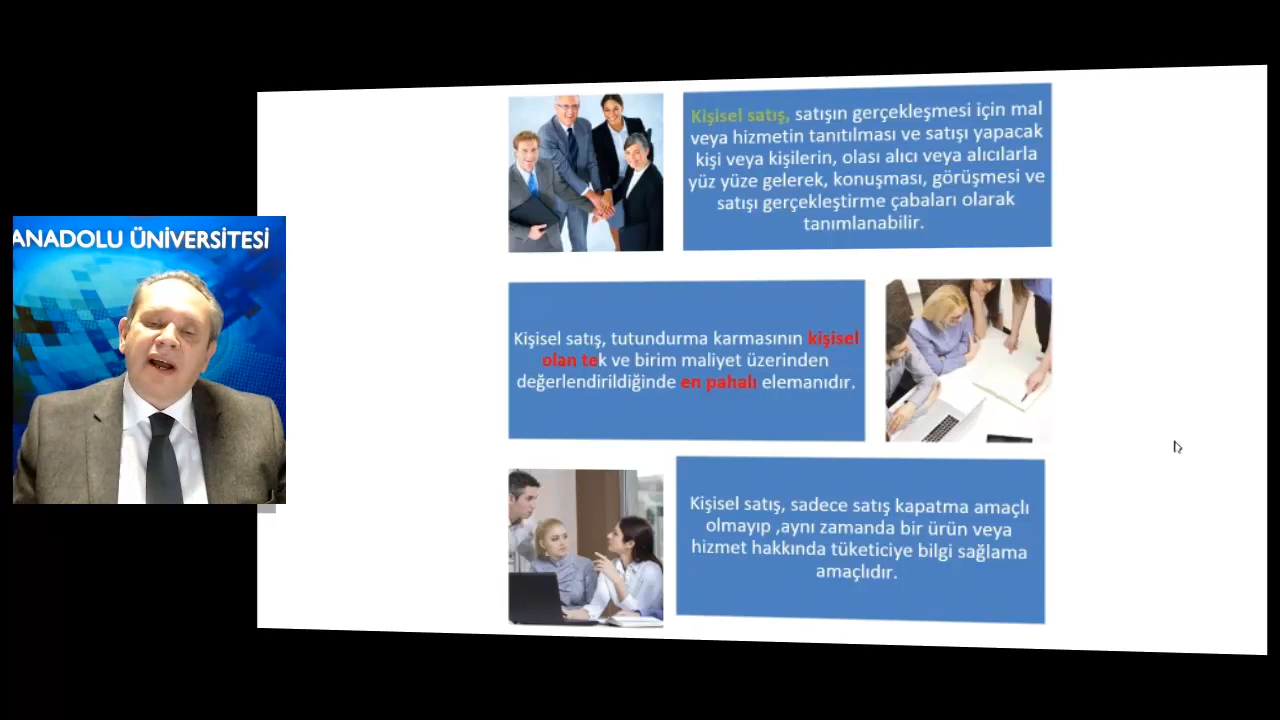 ANADOLU ÜNİVERSİTESİ
Kişisel satış, satışın gerçekleşmesi için mal
veya hizmetin tanıtılması ve satışı yapacak
kişi veya kişilerin, olası alıcı veya alıcılarla
yüz yüze gelerek, konuşması, görüşmesi ve
satışı gerçekleştirme çabaları olarak
tanımlanabilir.
Kişisel satış, tutundurma karmasının kişisel
olan tek ve birim maliyet üzerinden
değerlendirildiğinde en pahalı elemanıdır.
Kişisel satış, sadece satış kapatma amaçlı
olmayıp ,aynı zamanda bir ürün veya
hizmet hakkında tüketiciye bilgi sağlama
amaçlıdır.